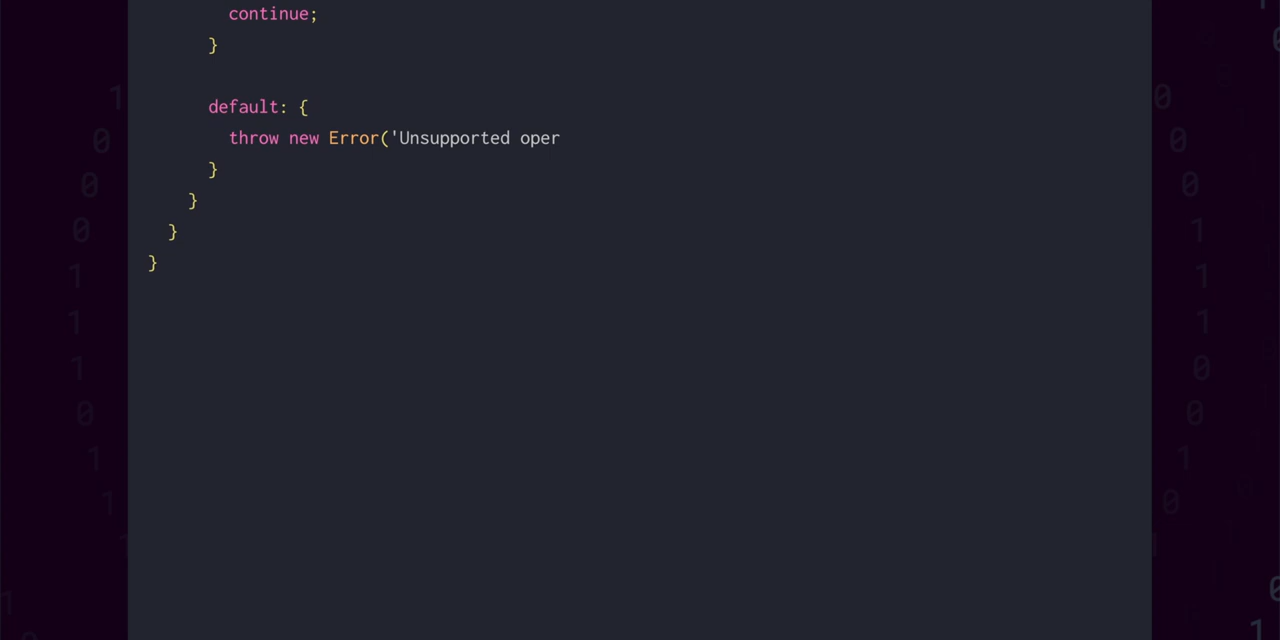 continue;
}
default: {
throw new Error('Unsupported oper
}
}
}
}